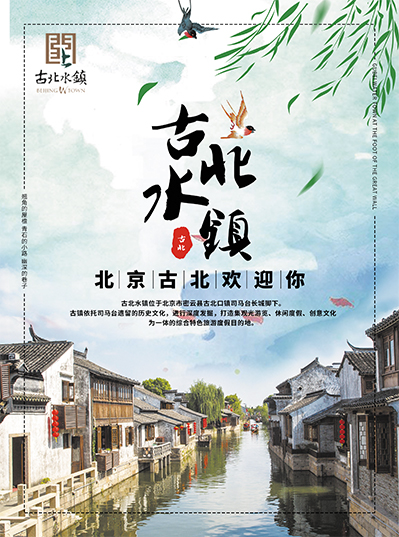 古北水镇
BEIJING W TOWN
GUBEI WATER TOWN AT THE FOOT OF THE GREAT WALL
古北水镇
古北
北京古北欢迎你
古北水镇位于北京市密云县古北口镇司马台长城脚下。
古镇依托司马台遗留的历史文化，进行深度发掘，打造集观光游览、休闲度假、创意文化
为一体的综合特色旅游度假目的地。
翘角的屋檐 青石的小路 幽深的巷子